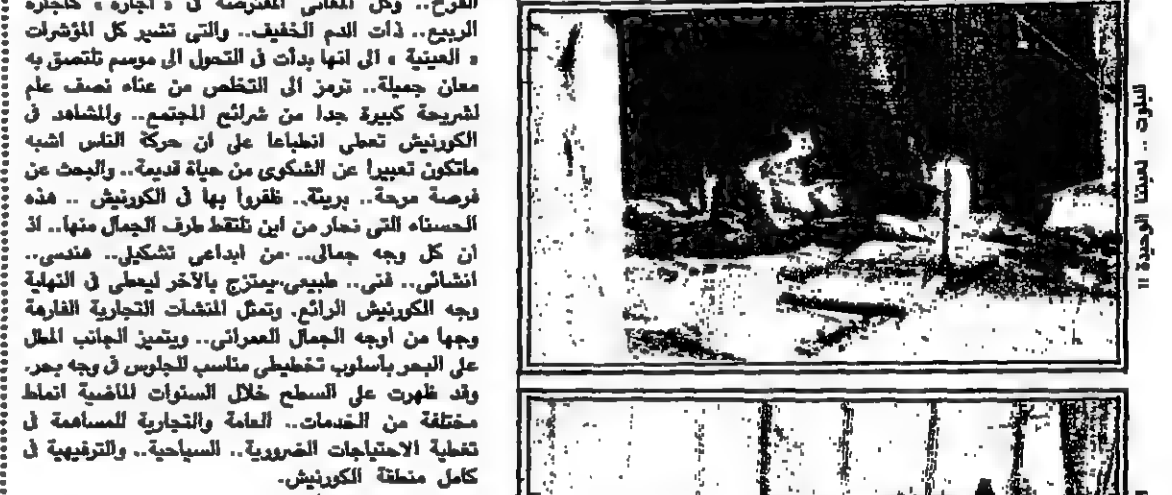 الفرح.. وكل المعاني المفترضة في « اجازة » كاجازة
الربيع.. ذات الدم الخفيف.. والتي تشير كل المؤشرات
« العينية » الى انها بدأت في التحول الى موسم تلتصق به
معان جميلة.. ترمز الى التخلص من عناء نصف عام
لشريحة كبيرة جدا من شرائح المجتمع.. والمشاهد في
الكورنيش تعطي انطباعا على ان حركة الناس اشبه
ماتكون تعبيرا عن الشكوى من حياة قديمة.. والبحث عن
فرصة مرحة.. بريئة.. ظفروا بها في الكورنيش .. هذه
الحسناء التي نحار من اين نلتقط طرف الجمال منها.. اذ
ان كل وجه جمالي.. من ابداعي تشكيلي.. هندسي..
انشائي.. فني.. طبيعي.يمتزج بالآخر ليعطي في النهاية
وجه الكورنيش الرائع. وتمثل المنشآت التجارية الفارهة
وجها من اوجه الجمال العمراني.. ويتميز الجانب المطل
على البحر بأسلوب تخطيطي مناسب للجلوس في وجه بحر.
وقد ظهرت على السطح خلال السنوات الماضية انماط
مختلفة من الخدمات.. العامة والتجارية للمساهمة في
تغطية الاحتياجات الضرورية.. السياحية.. والترفيهية في
كامل منطقة الكورنيش.
البلوت .. لعبتنا الوحيدة !!